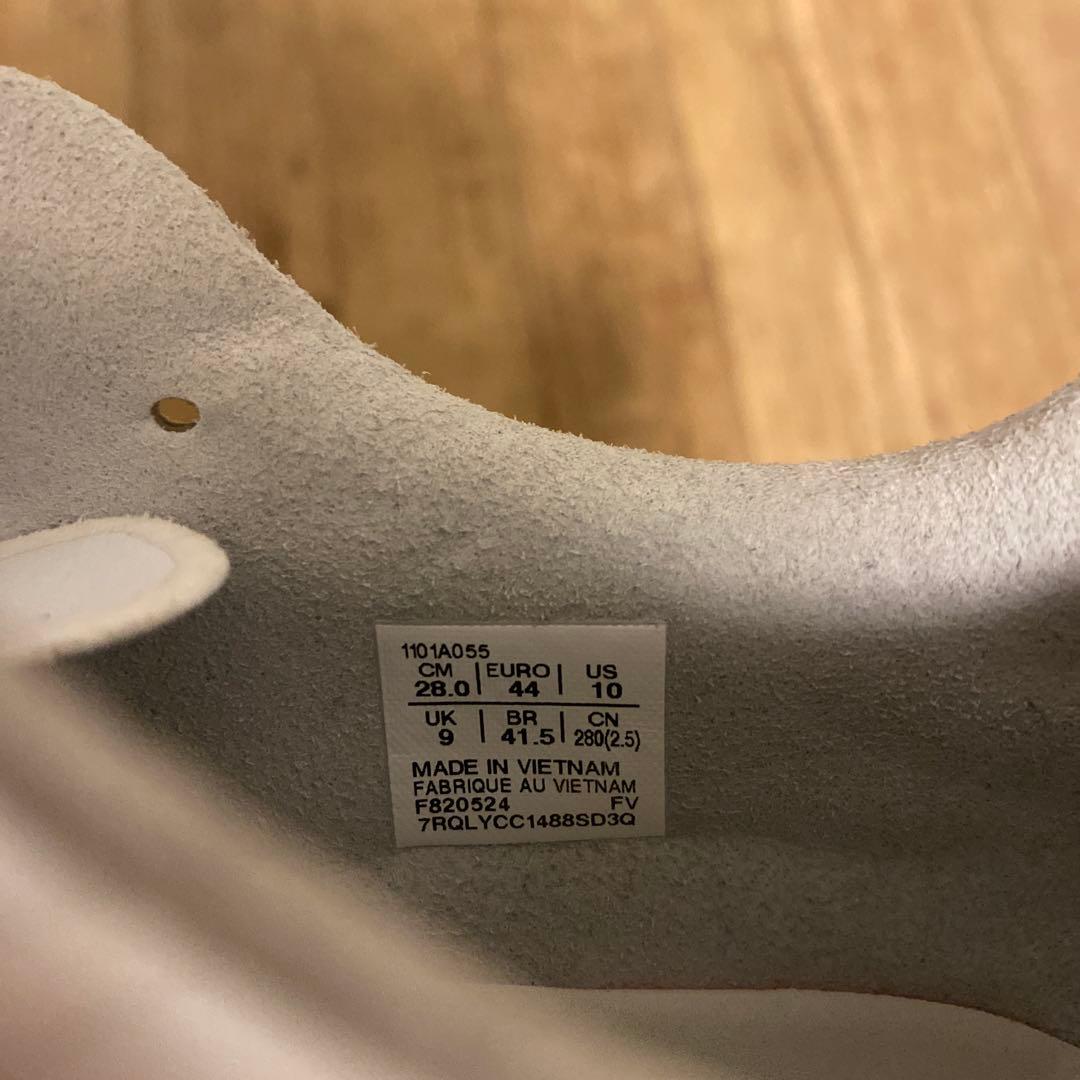 1101A055
CM | EURO | US
28.0 | 44 | 10
UK | BR | CN
9 | 41.5 | 280(2.5)
MADE IN VIETNAM
FABRIQUE AU VIETNAM
F820524 FV
7RQLYCC1488SD3Q